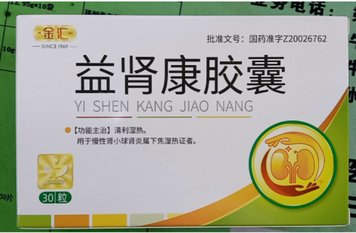 金汇
SINCE 1969
批准文号：国药准字Z20026762
益肾康胶囊
YI SHEN KANG JIAO NANG
【功能主治】清利湿热。
用于慢性肾小球肾炎属下焦湿热证者。
30粒